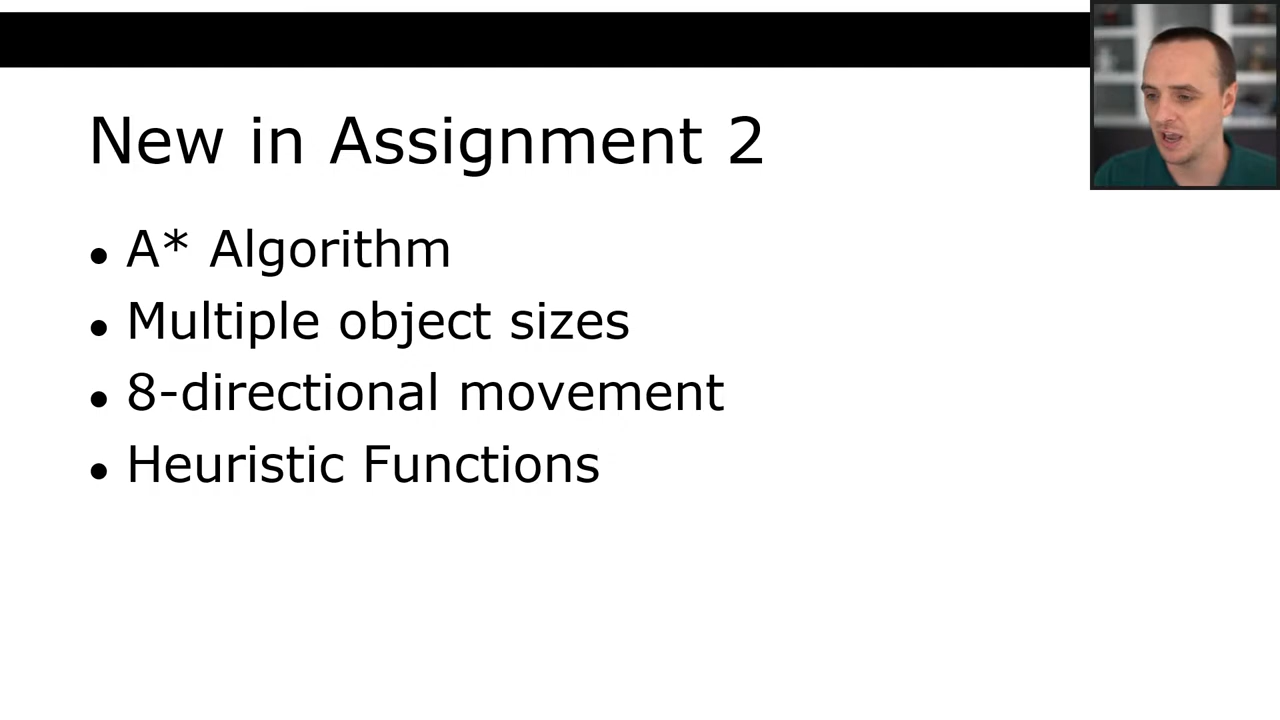 New in Assignment 2
● A* Algorithm
● Multiple object sizes
● 8-directional movement
● Heuristic Functions